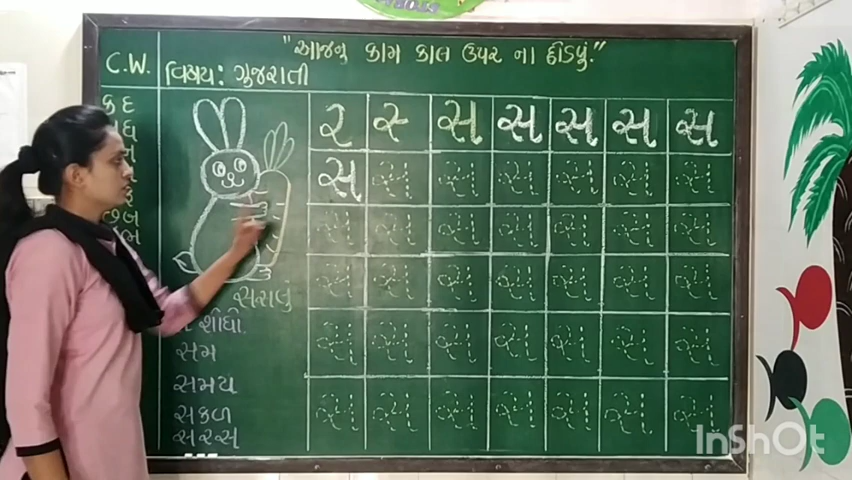 "આજનુ કામ કાલ ઉપર ના છોડવું."
C.W.
વિષય: ગુજરાતી
ક દ
ઘ
ન
છ બ
ભ
ર સ સ સ સ સ
સ સ સ સ સ સ સ
સ સ સ સ સ સ સ
સ સ સ સ સ સ સ
સ સ સ સ સ સ સ
સ સ સ સ સ સ સ
સસલું
શોધો.
સમ
સમય
સકળ
સરસ
InShOt